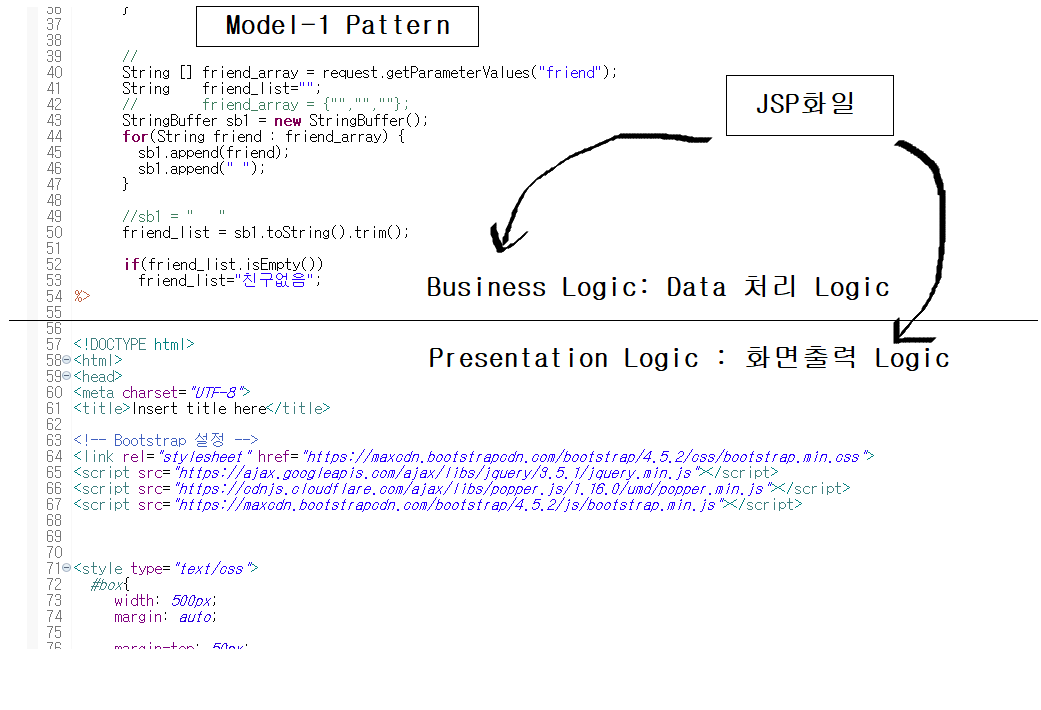 36 }
Model-1 Pattern
37
38
39 //
40 String [] friend_array = request.getParameterValues("friend");
41 String friend_list="";
42 // friend_array = {"","",""};
43 StringBuffer sb1 = new StringBuffer();
44 for(String friend : friend_array) {
45 sb1.append(friend);
46 sb1.append(" ");
47 }
48
49 //sb1 = " "
50 friend_list = sb1.toString().trim();
51
52 if(friend_list.isEmpty())
53 friend_list="친구없음";
54 %>
55
JSP화일
Business Logic: Data 처리 Logic
Presentation Logic : 화면출력 Logic
56
57 <!DOCTYPE html>
58 <html>
59 <head>
60 <meta charset="UTF-8">
61 <title>Insert title here</title>
62
63 <!-- Bootstrap 설정 -->
64 <link rel="stylesheet" href="https://maxcdn.bootstrapcdn.com/bootstrap/4.5.2/css/bootstrap.min.css">
65 <script src="https://ajax.googleapis.com/ajax/libs/jquery/3.5.1/jquery.min.js"></script>
66 <script src="https://cdnjs.cloudflare.com/ajax/libs/popper.js/1.16.0/umd/popper.min.js"></script>
67 <script src="https://maxcdn.bootstrapcdn.com/bootstrap/4.5.2/js/bootstrap.min.js"></script>
68
69
70
71 <style type="text/css">
72 #box{
73 width: 500px;
74 margin: auto;
75
76 margin-top: 50px;